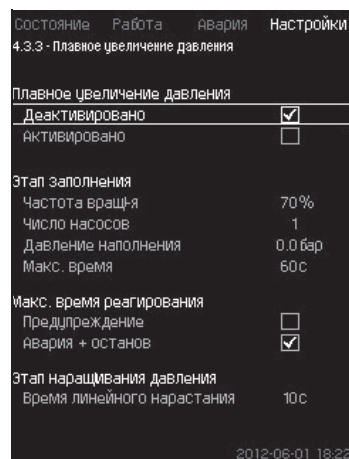 Состояние Работа Авария Настройки
4.3.3 - Плавное увеличение давления
Плавное увеличение давления
Деактивировано
Активировано
Этап заполнения
Частота вращ-я 70%
Число насосов 1
Давление наполнения 0.0 бар
Макс. время 60с
Макс. время реагирования
Предупреждение
Авария + останов
Этап наращивания давления
Время линейного нарастания 10с
2012-06-01 18:22